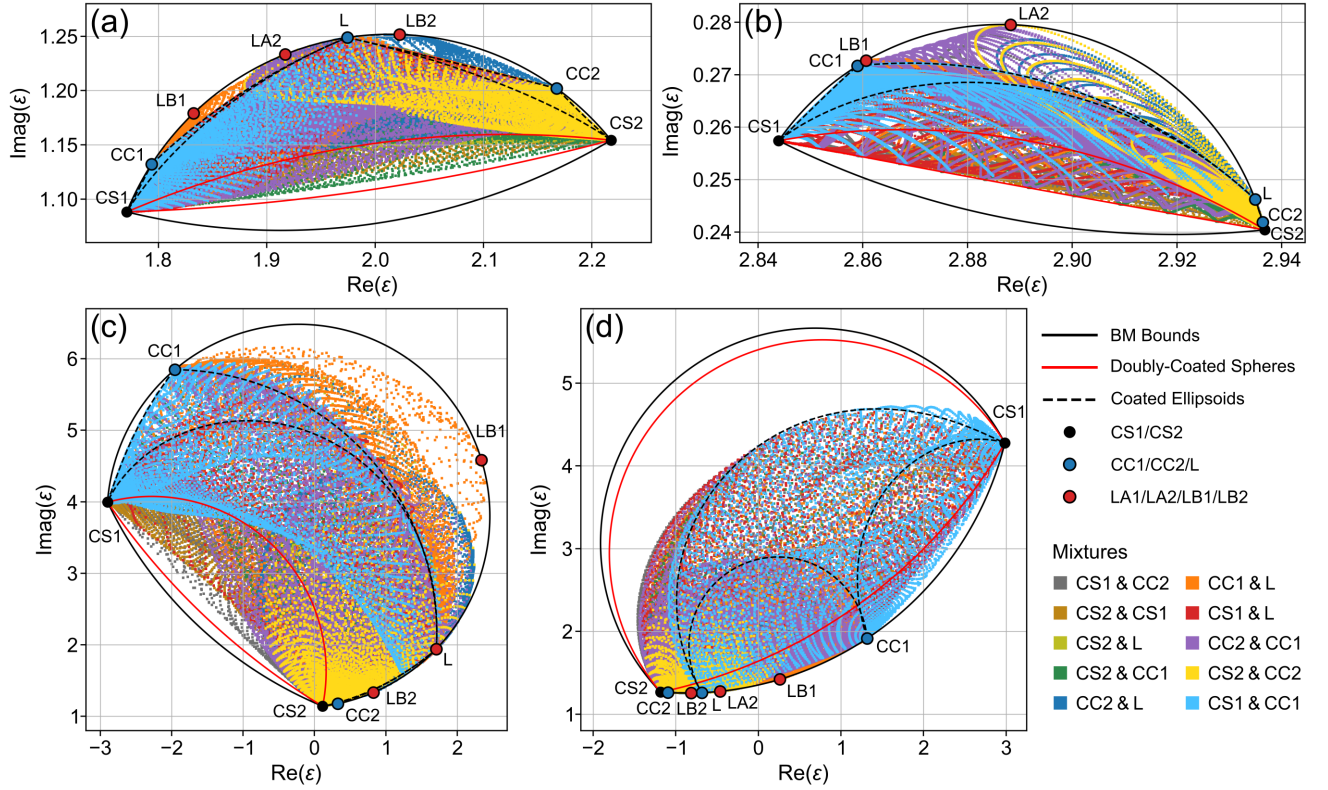 (a)
L
LB2
LA2
LB1
CC1
CS1
CC2
CS2
1.25
1.20
1.15
1.10
Imag(ε)
1.8 1.9 2.0 2.1 2.2
Re(ε)
(b)
LA2
LB1
CC1
CS1
L
CC2
CS2
0.28
0.27
0.26
0.25
0.24
Imag(ε)
2.84 2.86 2.88 2.90 2.92 2.94
Re(ε)
(c)
CC1
LB1
CS1
L
LB2
CC2
CS2
6
5
4
3
2
1
Imag(ε)
−3 −2 −1 0 1 2
Re(ε)
(d)
CS1
CC1
LB1
LA2
L
LB2
CC2
CS2
5
4
3
2
1
Imag(ε)
−2 −1 0 1 2 3
Re(ε)
BM Bounds
Doubly-Coated Spheres
Coated Ellipsoids
CS1/CS2
CC1/CC2/L
LA1/LA2/LB1/LB2
Mixtures
CS1 & CC2 CC1 & L
CS2 & CS1 CS1 & L
CS2 & L CC2 & CC1
CS2 & CC1 CS2 & CC2
CC2 & L CS1 & CC1